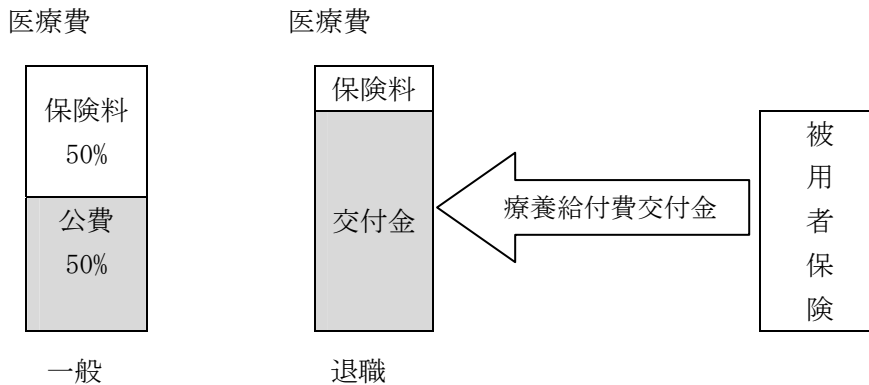 医療費
医療費
保険料
50%
公費
50%
一般
保険料
交付金
退職
療養給付費交付金
被用者保険